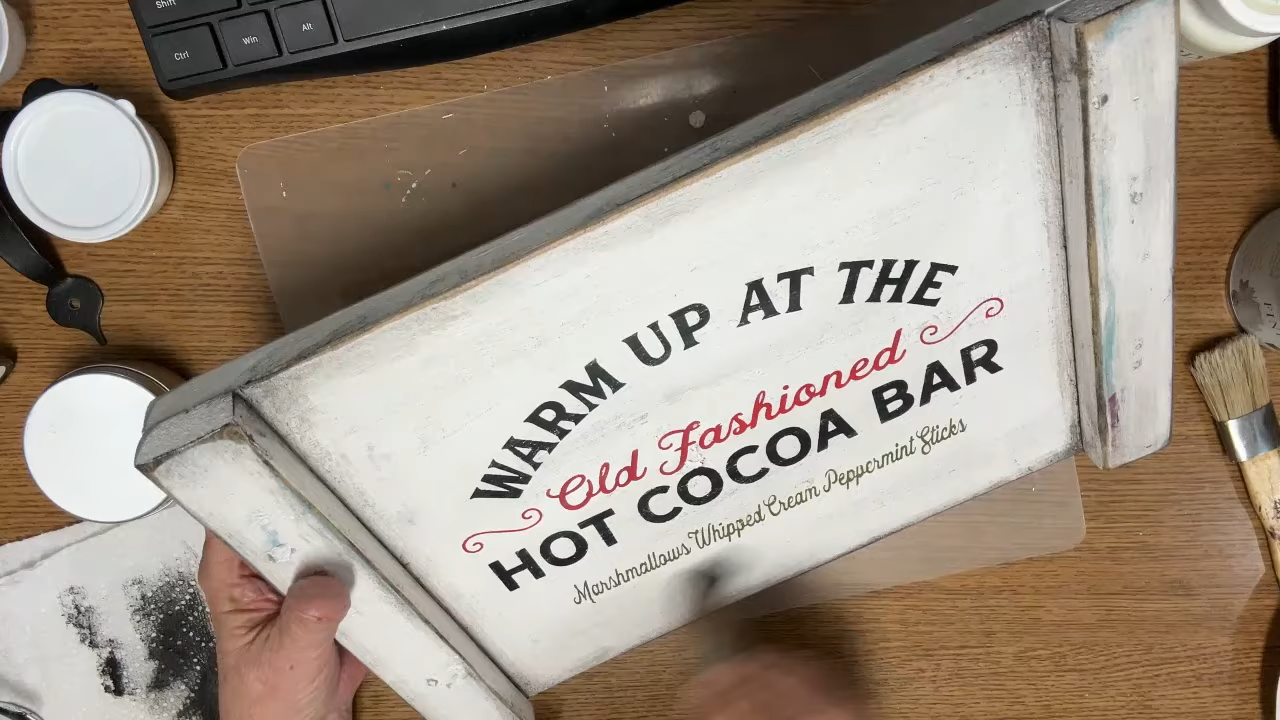 Shift
Ctrl
Win
Alt
WARM UP AT THE
Old Fashioned
HOT COCOA BAR
Marshmallows Whipped Cream Peppermint Sticks